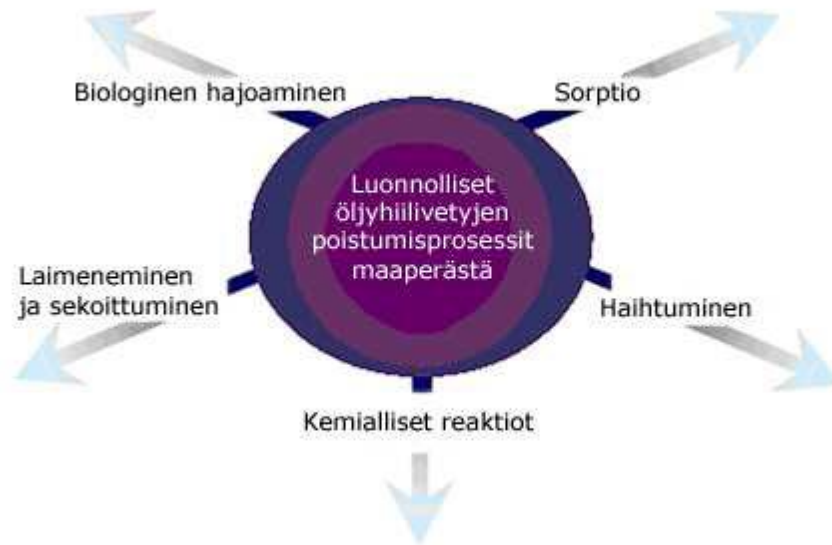 Biologinen hajoaminen
Sorptio
Luonnolliset
öljyhiilivetyjen
poistumisprosessit
maaperästä
Laimeneminen
ja sekoittuminen
Haihtuminen
Kemialliset reaktiot